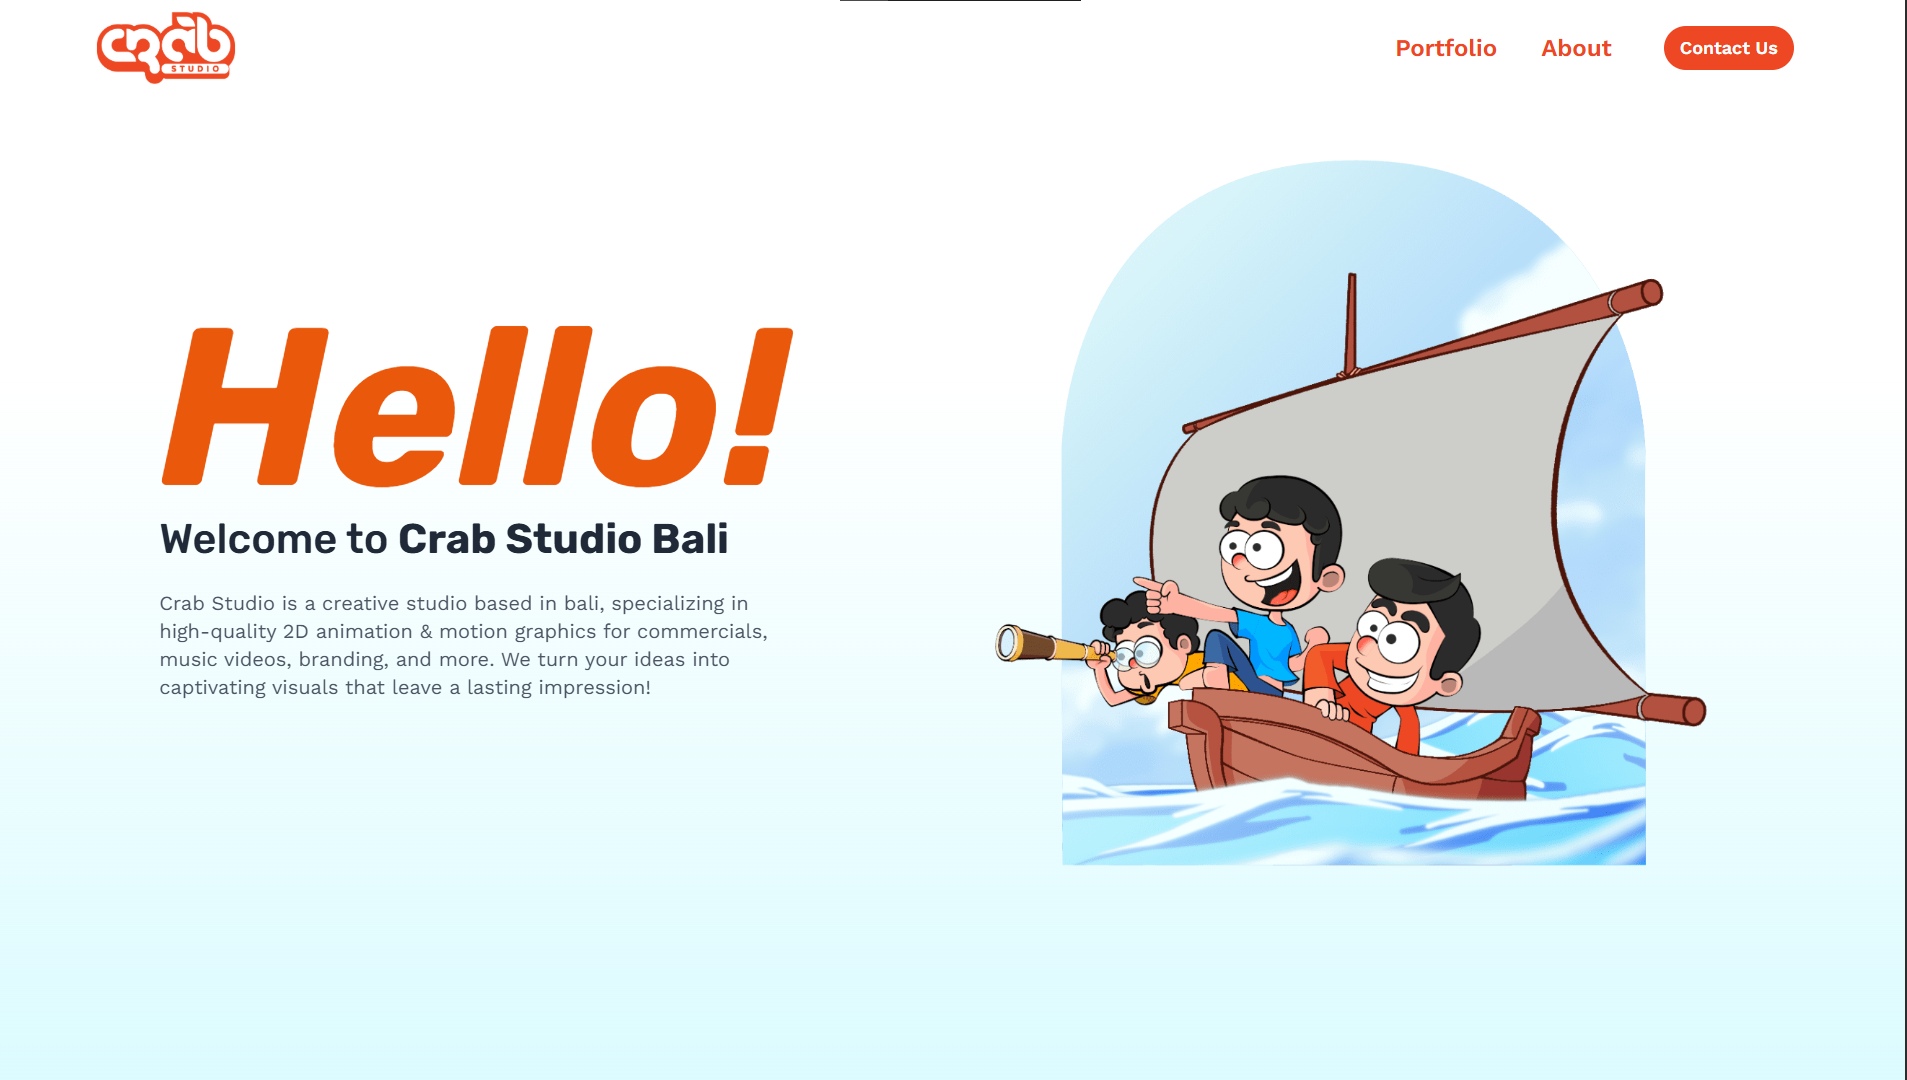 crab
STUDIO
Portfolio
About
Contact Us
Hello!
Welcome to Crab Studio Bali
Crab Studio is a creative studio based in bali, specializing in
high-quality 2D animation & motion graphics for commercials,
music videos, branding, and more. We turn your ideas into
captivating visuals that leave a lasting impression!